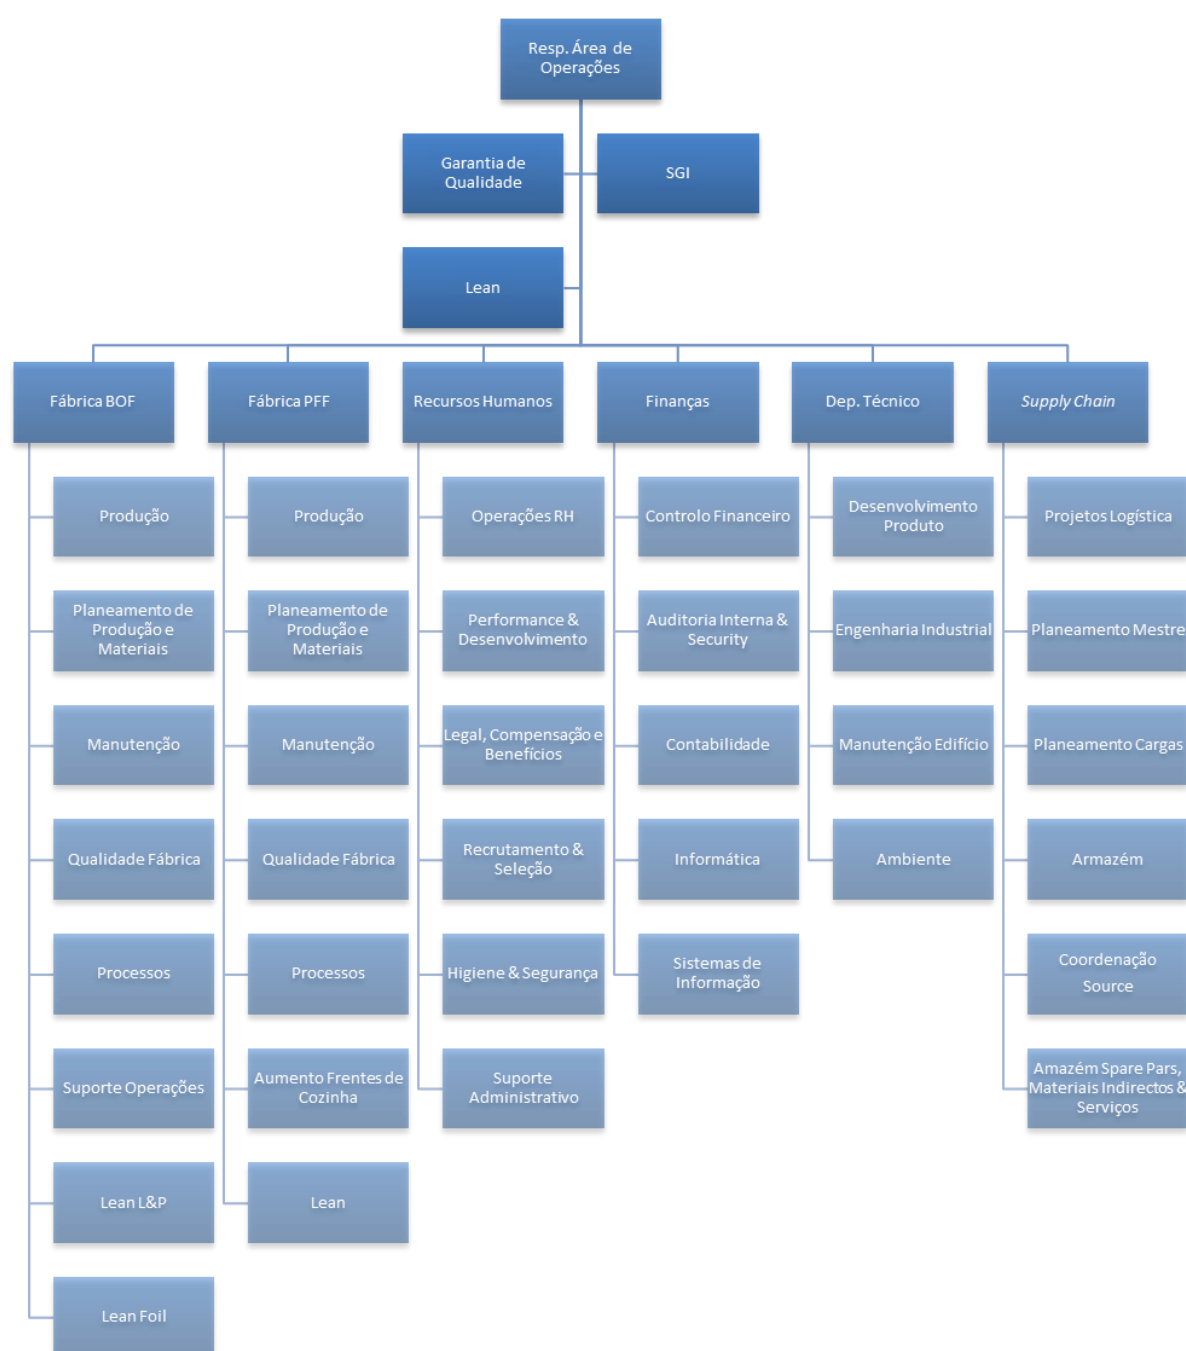 Resp. Área de
Operações
Garantia de
Qualidade
SGI
Lean
Fábrica BOF
Fábrica PFF
Recursos Humanos
Finanças
Dep. Técnico
Supply Chain
Produção
Produção
Operações RH
Controlo Financeiro
Desenvolvimento
Produto
Projetos Logística
Planeamento de
Produção e
Materiais
Planeamento de
Produção e
Materiais
Performance &
Desenvolvimento
Auditoria Interna &
Security
Engenharia Industrial
Planeamento Mestre
Manutenção
Manutenção
Legal, Compensação e
Benefícios
Contabilidade
Manutenção Edifício
Planeamento Cargas
Qualidade Fábrica
Qualidade Fábrica
Recrutamento &
Seleção
Informática
Ambiente
Armazém
Processos
Processos
Higiene & Segurança
Sistemas de
Informação
Coordenação
Source
Suporte Operações
Aumento Frentes de
Cozinha
Suporte
Administrativo
Amazém Spare Pars,
Materiais Indirectos &
Serviços
Lean L&P
Lean
Lean Foil